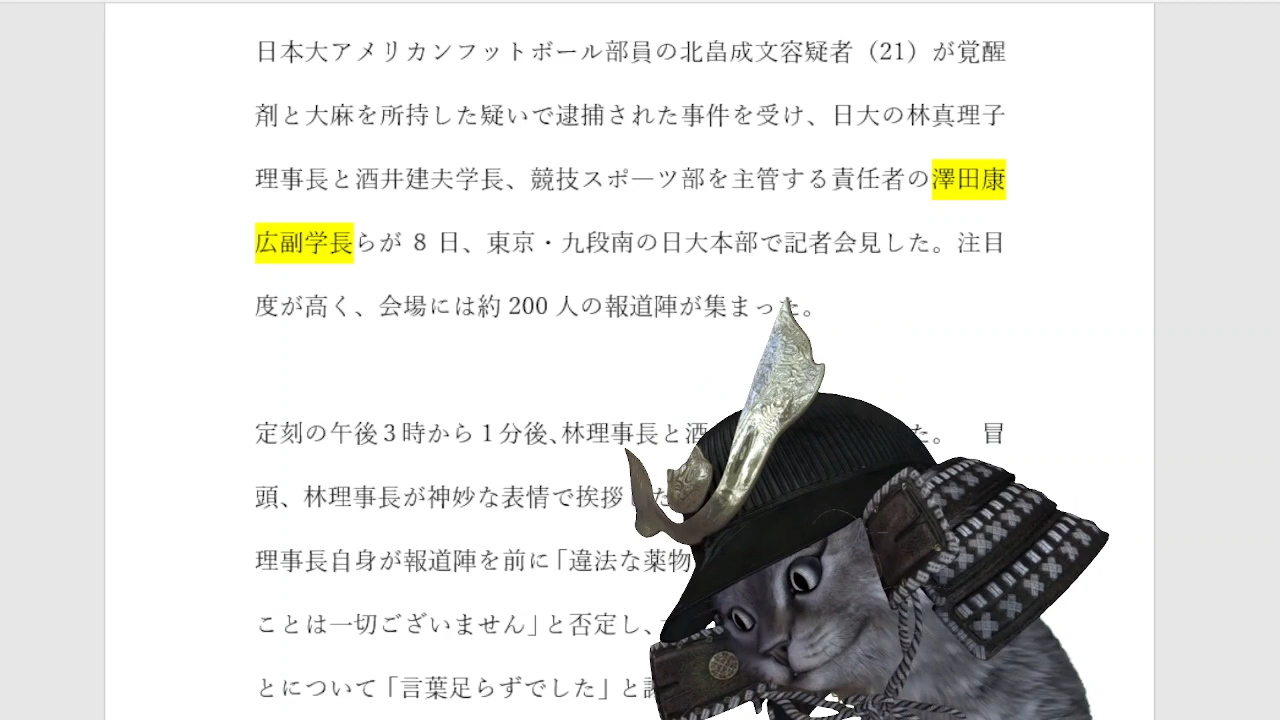 日本大アメリカンフットボール部員の北畠成文容疑者（21）が覚醒
剤と大麻を所持した疑いで逮捕された事件を受け、日大の林真理子
理事長と酒井建夫学長、競技スポーツ部を主管する責任者の澤田康
広副学長らが 8 日、東京・九段南の日大本部で記者会見した。注目
度が高く、会場には約 200 人の報道陣が集まった。
定刻の午後３時から１分後、林理事長と酒 た。　冒
頭、林理事長が神妙な表情で挨拶した
理事長自身が報道陣を前に「違法な薬物
ことは一切ございません」と否定し、
とについて「言葉足らずでした」と